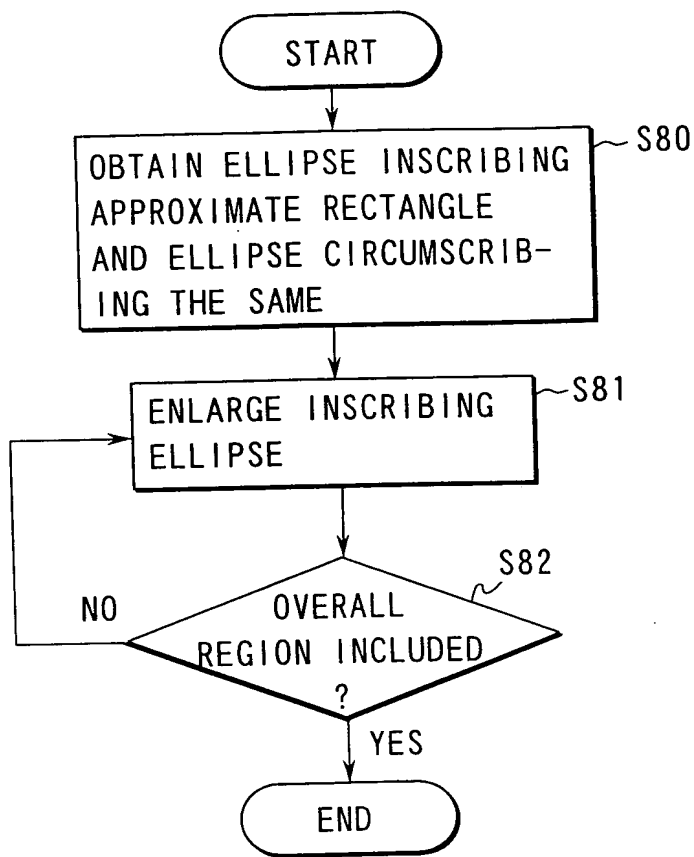 START
S80
OBTAIN ELLIPSE INSCRIBING
APPROXIMATE RECTANGLE
AND ELLIPSE CIRCUMSCRIB-
ING THE SAME
S81
ENLARGE INSCRIBING
ELLIPSE
S82
NO
OVERALL
REGION INCLUDED
?
YES
END